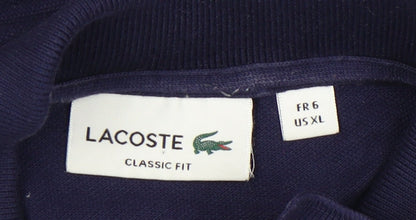 LACOSTE
CLASSIC FIT
FR 6
US XL